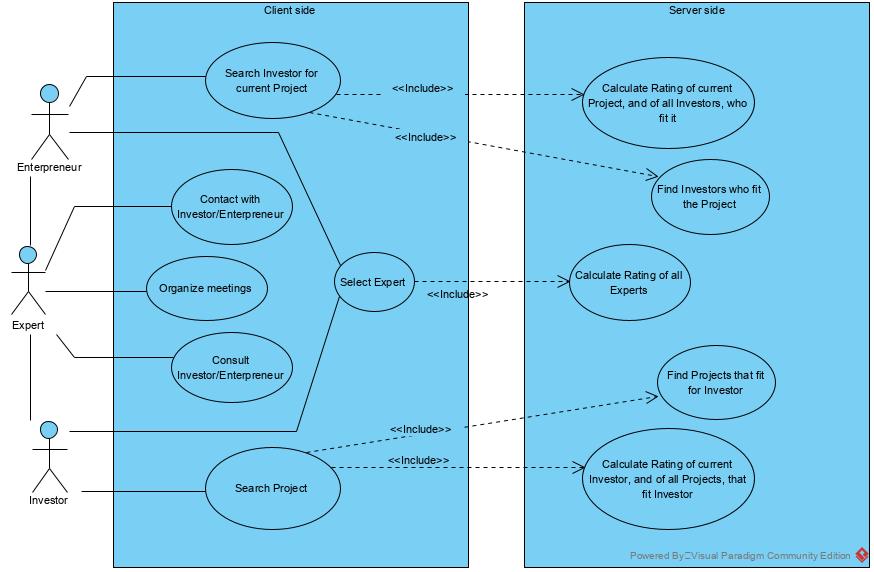 Client side
Server side
Search Investor for
current Project
<<Include>>
Calculate Rating of current
Project, and of all Investors, who
fit it
<<Include>>
Enterpreneur
Find Investors who fit
the Project
Contact with
Investor/Enterpreneur
Organize meetings
Select Expert
<<Include>>
Calculate Rating of all
Experts
Expert
Consult
Investor/Enterpreneur
Find Projects that fit
for Investor
<<Include>>
<<Include>>
Search Project
Calculate Rating of current
Investor, and of all Projects, that
fit Investor
Investor
Powered By Visual Paradigm Community Edition